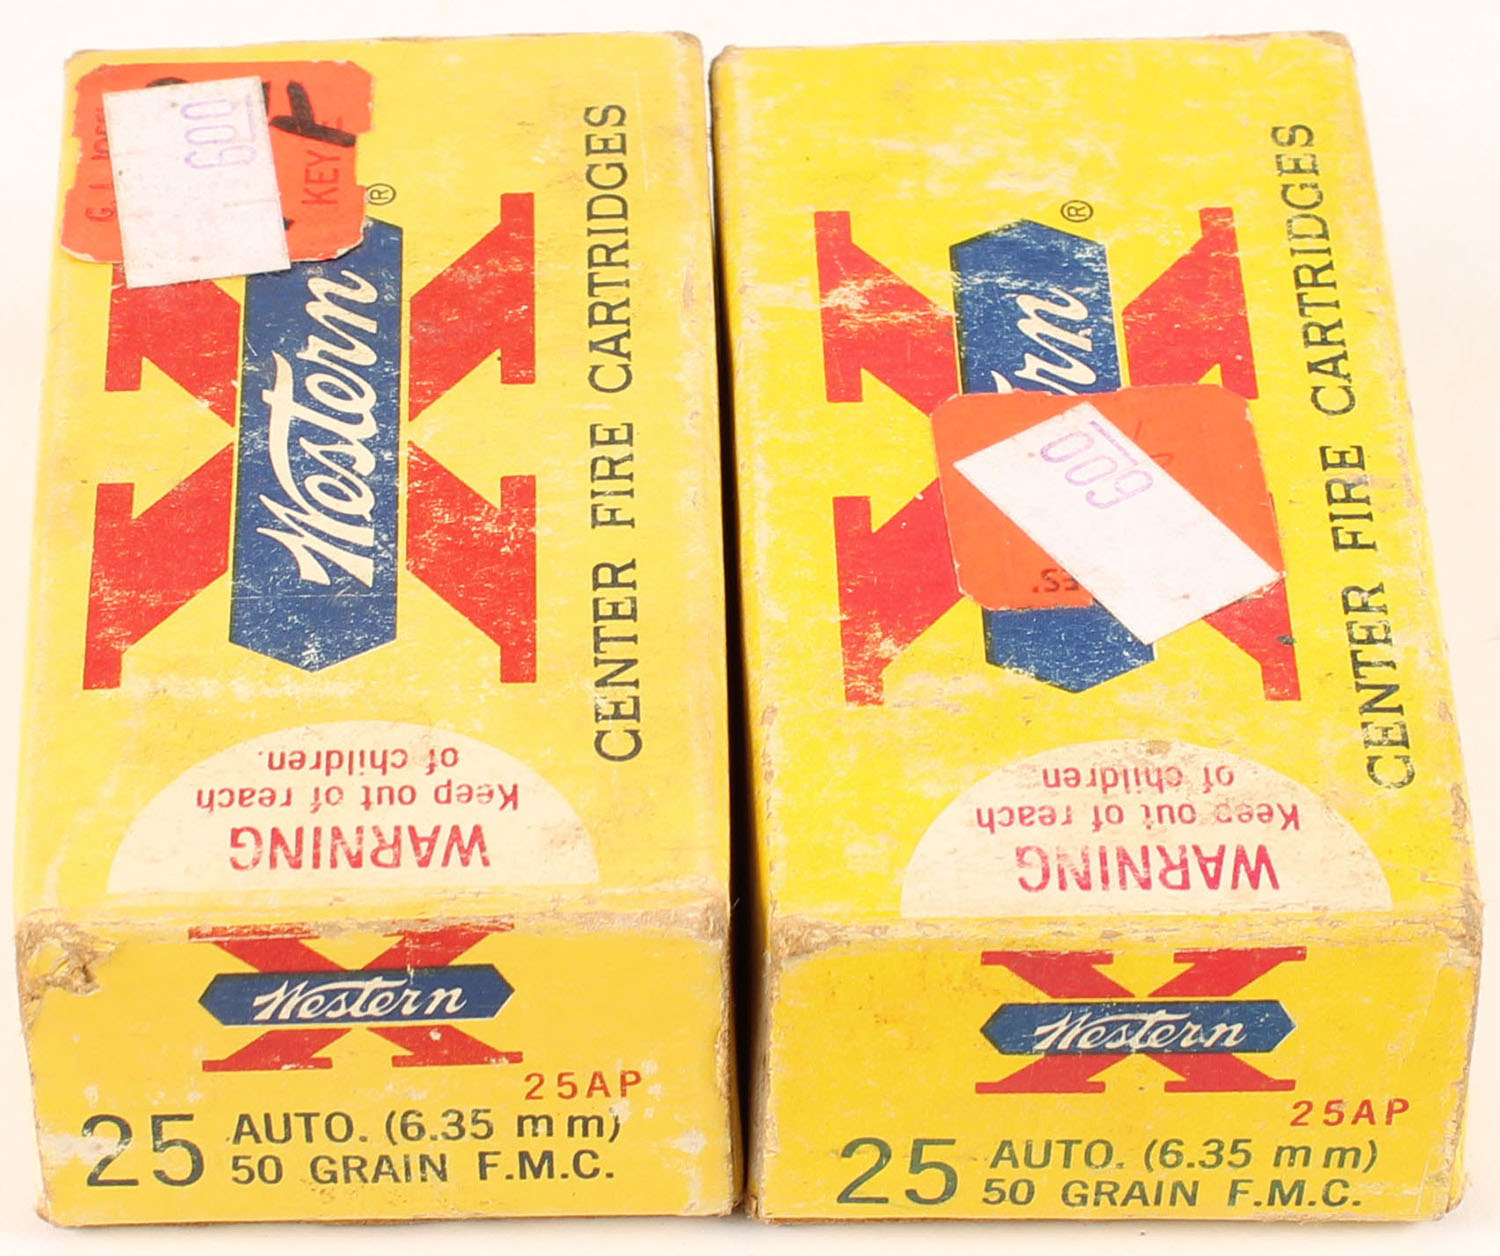 600
KEY
®
Western
CENTER FIRE CARTRIDGES
WARNING
Keep out of reach
of children.
Western
25AP
25 AUTO. (6.35 mm)
50 GRAIN F.M.C.
®
rn
600
CENTER FIRE CARTRIDGES
WARNING
Keep out of reach
of children.
Western
25AP
25 AUTO. (6.35 mm)
50 GRAIN F.M.C.